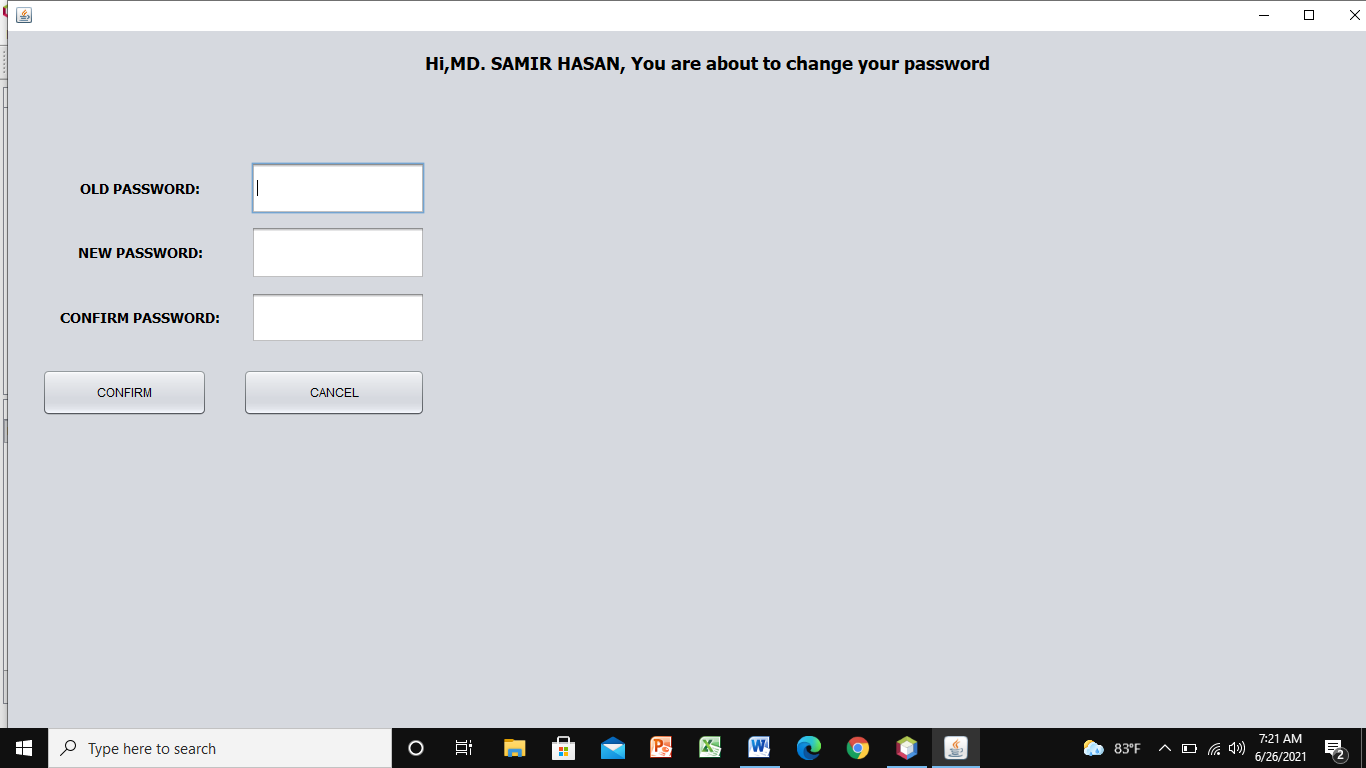 Hi,MD. SAMIR HASAN, You are about to change your password
OLD PASSWORD:
NEW PASSWORD:
CONFIRM PASSWORD:
CONFIRM
CANCEL
Type here to search
83°F
7:21 AM
6/26/2021
2